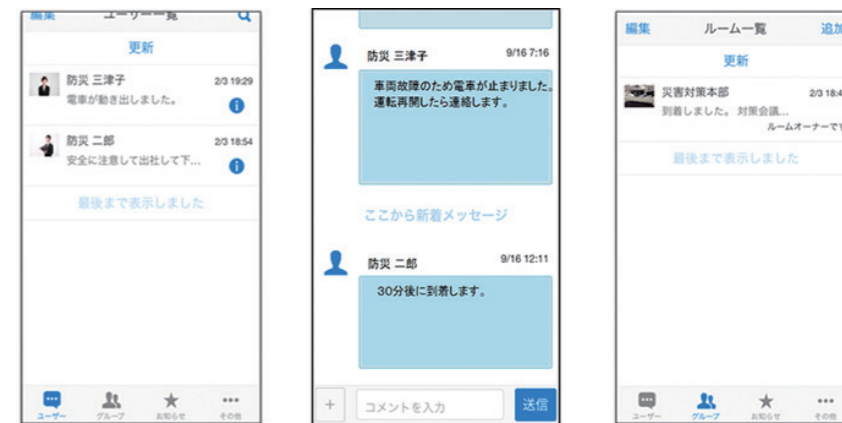 編集 ユーザー一覧
更新
防災 三津子 2/3 19:29
電車が動き出しました。
防災 二郎 2/3 18:54
安全に注意して出社して下...
最後まで表示しました
ユーザー グループ お知らせ その他
防災 三津子 9/16 7:16
車両故障のため電車が止まりました。
運転再開したら連絡します。
ここから新着メッセージ
防災 二郎 9/16 12:11
30分後に到着します。
+ コメントを入力 送信
編集 ルーム一覧 追加
更新
災害対策本部 2/3 18:4
到着しました。 対策会議...
ルームオーナーです
最後まで表示しました
ユーザー グループ お知らせ その他